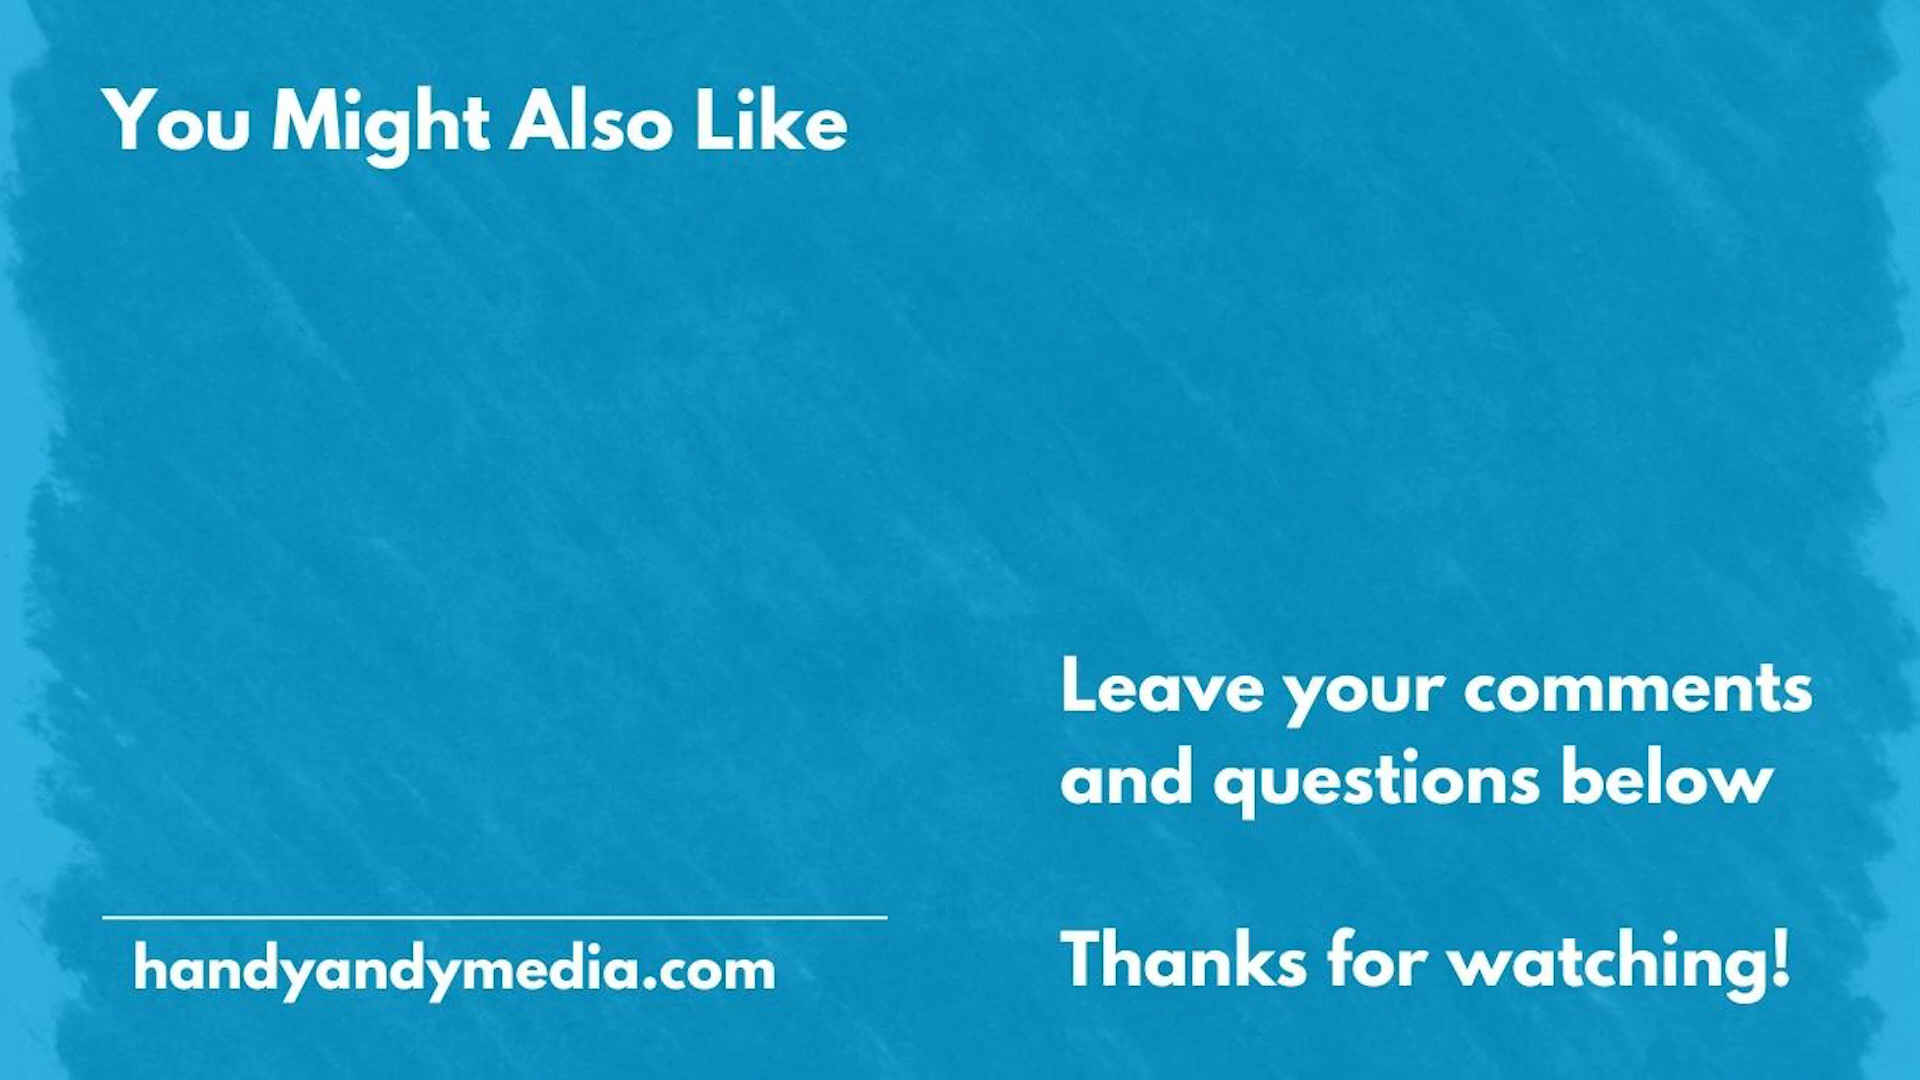 You Might Also Like
Leave your comments
and questions below
handyandymedia.com
Thanks for watching!